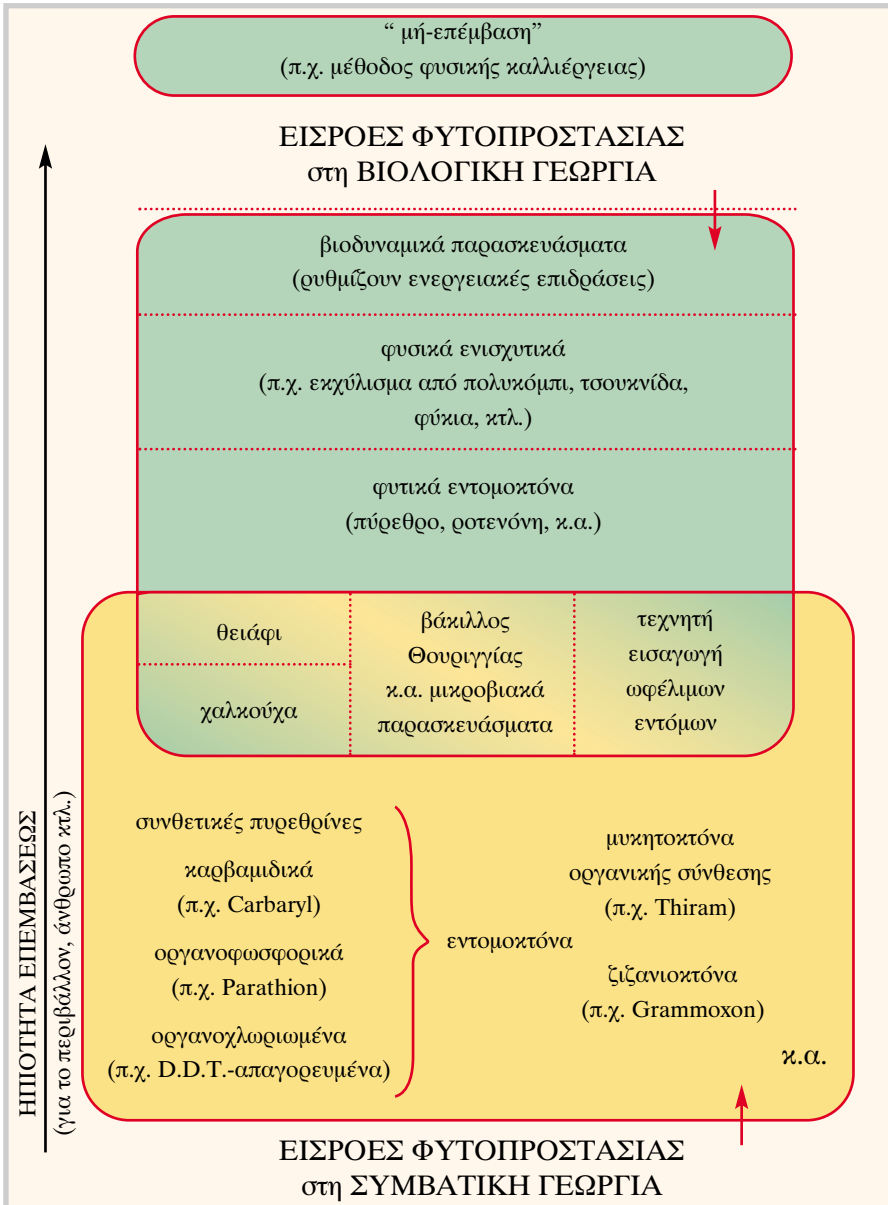 “ μή-επέμβαση”
(π.χ. μέθοδος φυσικής καλλιέργειας)
ΕΙΣΡΟΕΣ ΦΥΤΟΠΡΟΣΤΑΣΙΑΣ
στη ΒΙΟΛΟΓΙΚΗ ΓΕΩΡΓΙΑ
βιοδυναμικά παρασκευάσματα
(ρυθμίζουν ενεργειακές επιδράσεις)
φυσικά ενισχυτικά
(π.χ. εκχύλισμα από πολυκόμπι, τσουκνίδα,
φύκια, κτλ.)
φυτικά εντομοκτόνα
(πύρεθρο, ροτενόνη, κ.α.)
θειάφι
χαλκούχα
βάκιλλος
Θουριγγίας
κ.α. μικροβιακά
παρασκευάσματα
τεχνητή
εισαγωγή
ωφέλιμων
εντόμων
συνθετικές πυρεθρίνες
καρβαμιδικά
(π.χ. Carbaryl)
οργανοφωσφορικά
(π.χ. Parathion)
οργανοχλωριωμένα
(π.χ. D.D.T.-απαγορευμένα)
εντομοκτόνα
μυκητοκτόνα
οργανικής σύνθεσης
(π.χ. Thiram)
ζιζανιοκτόνα
(π.χ. Grammoxon)
κ.α.
ΕΙΣΡΟΕΣ ΦΥΤΟΠΡΟΣΤΑΣΙΑΣ
στη ΣΥΜΒΑΤΙΚΗ ΓΕΩΡΓΙΑ
ΗΠΙΟΤΗΤΑ ΕΠΕΜΒΑΣΕΩΣ
(για το περιβάλλον, άνθρωπο κτλ.)